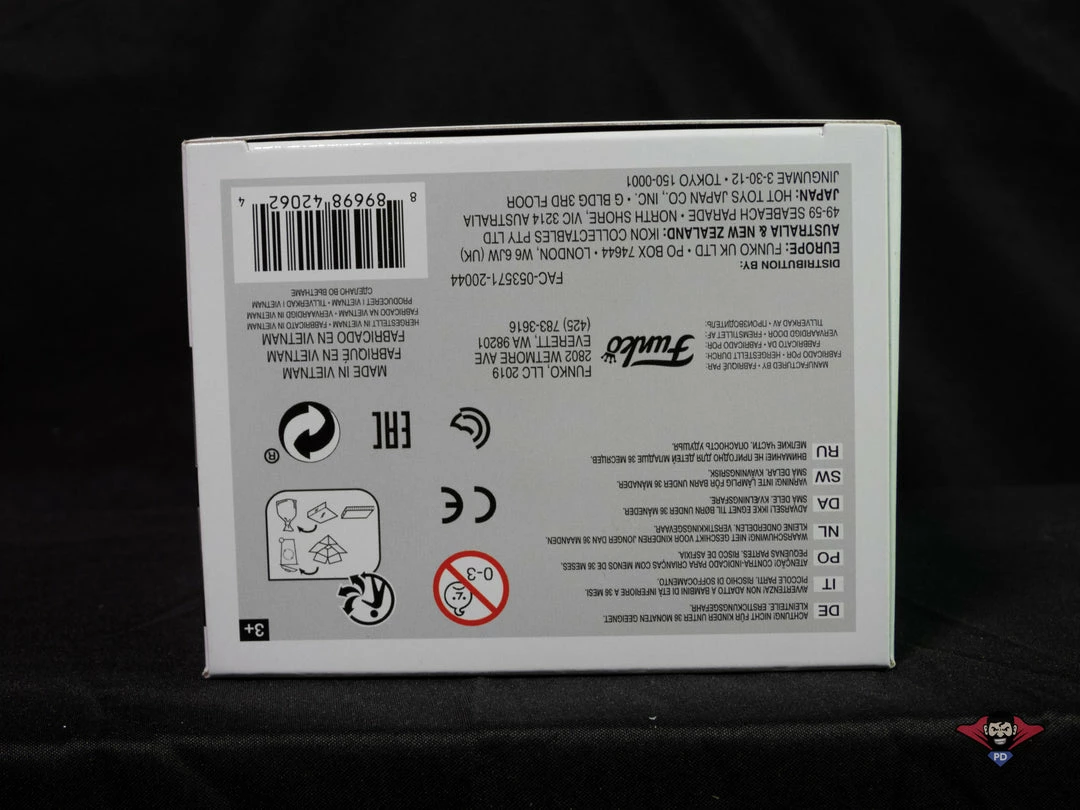 3+
DE
ACHTUNG! NICHT FÜR KINDER UNTER 36 MONATEN GEEIGNET.
KLEINTEILE. ERSTICKUNGSGEFAHR.
IT
AVVERTENZA! NON ADATTO A BAMBINI DI ETÀ INFERIORE A 36 MESI.
PICCOLE PARTI. RISCHIO DI SOFFOCAMENTO.
PO
ATENÇÃO: CONTRA-INDICADO PARA CRIANÇAS COM MENOS DE 36 MESES.
PEQUENAS PARTES. RISCO DE ASFIXIA.
NL
WAARSCHUWING! NIET GESCHIKT VOOR KINDEREN JONGER DAN 36 MAANDEN.
KLEINE ONDERDELEN. VERSTIKKINGSGEVAAR.
DA
ADVARSEL! IKKE EGNET FOR BORN UNDER 36 MÅNEDER.
SMÅ DELE. KVÆLNINGSFARE.
SW
VARNING! INTE LÄMPLIG FÖR BARN UNDER 36 MÅNADER.
SMÅ DELAR. KVÄVNINGSRISK.
RU
ВНИМАНИЕ! НЕ ПРИГОДНО ДЛЯ ДЕТЕЙ МЛАДШЕ 36 МЕСЯЦЕВ.
МЕЛКИЕ ЧАСТИ. ОПАСНОСТЬ УДУШЬЯ.
0-3
CE
EAC
®
MANUFACTURED BY • FABRIQUÉ PAR:
FABRICADO POR • HERGESTELLT DURCH:
FABBRICATO DA • FABRICADO POR:
VERVAARDIGD DOOR • FREMSTILLET AF:
TILLVERKAD AV • ПРОИЗВОДИТЕЛЬ:
Funko
FUNKO, LLC 2019
2802 WETMORE AVE
EVERETT, WA 98201
(425) 783-3616
MADE IN VIETNAM
FABRIQUÉ EN VIETNAM
FABRICADO EN VIETNAM
HERGESTELLT IN VIETNAM • FABBRICATO IN VIETNAM
FABRICADO NA VIETNAM • VERVAARDIGD IN VIETNAM
PRODUCERET I VIETNAM • TILLVERKAD I VIETNAM
СДЕЛАНО ВО ВЬЕТНАМЕ
FAC-053571-20044
DISTRIBUTION BY:
EUROPE: FUNKO UK LTD • PO BOX 74644 • LONDON, W6 6JW (UK)
AUSTRALIA & NEW ZEALAND: IKON COLLECTABLES PTY LTD
49-59 SEABEACH PARADE • NORTH SHORE, VIC 3214 AUSTRALIA
JAPAN: HOT TOYS JAPAN CO., INC. • G BLDG 3RD FLOOR
JINGUMAE 3-30-12 • TOKYO 150-0001
8 89698 42062 4
PD